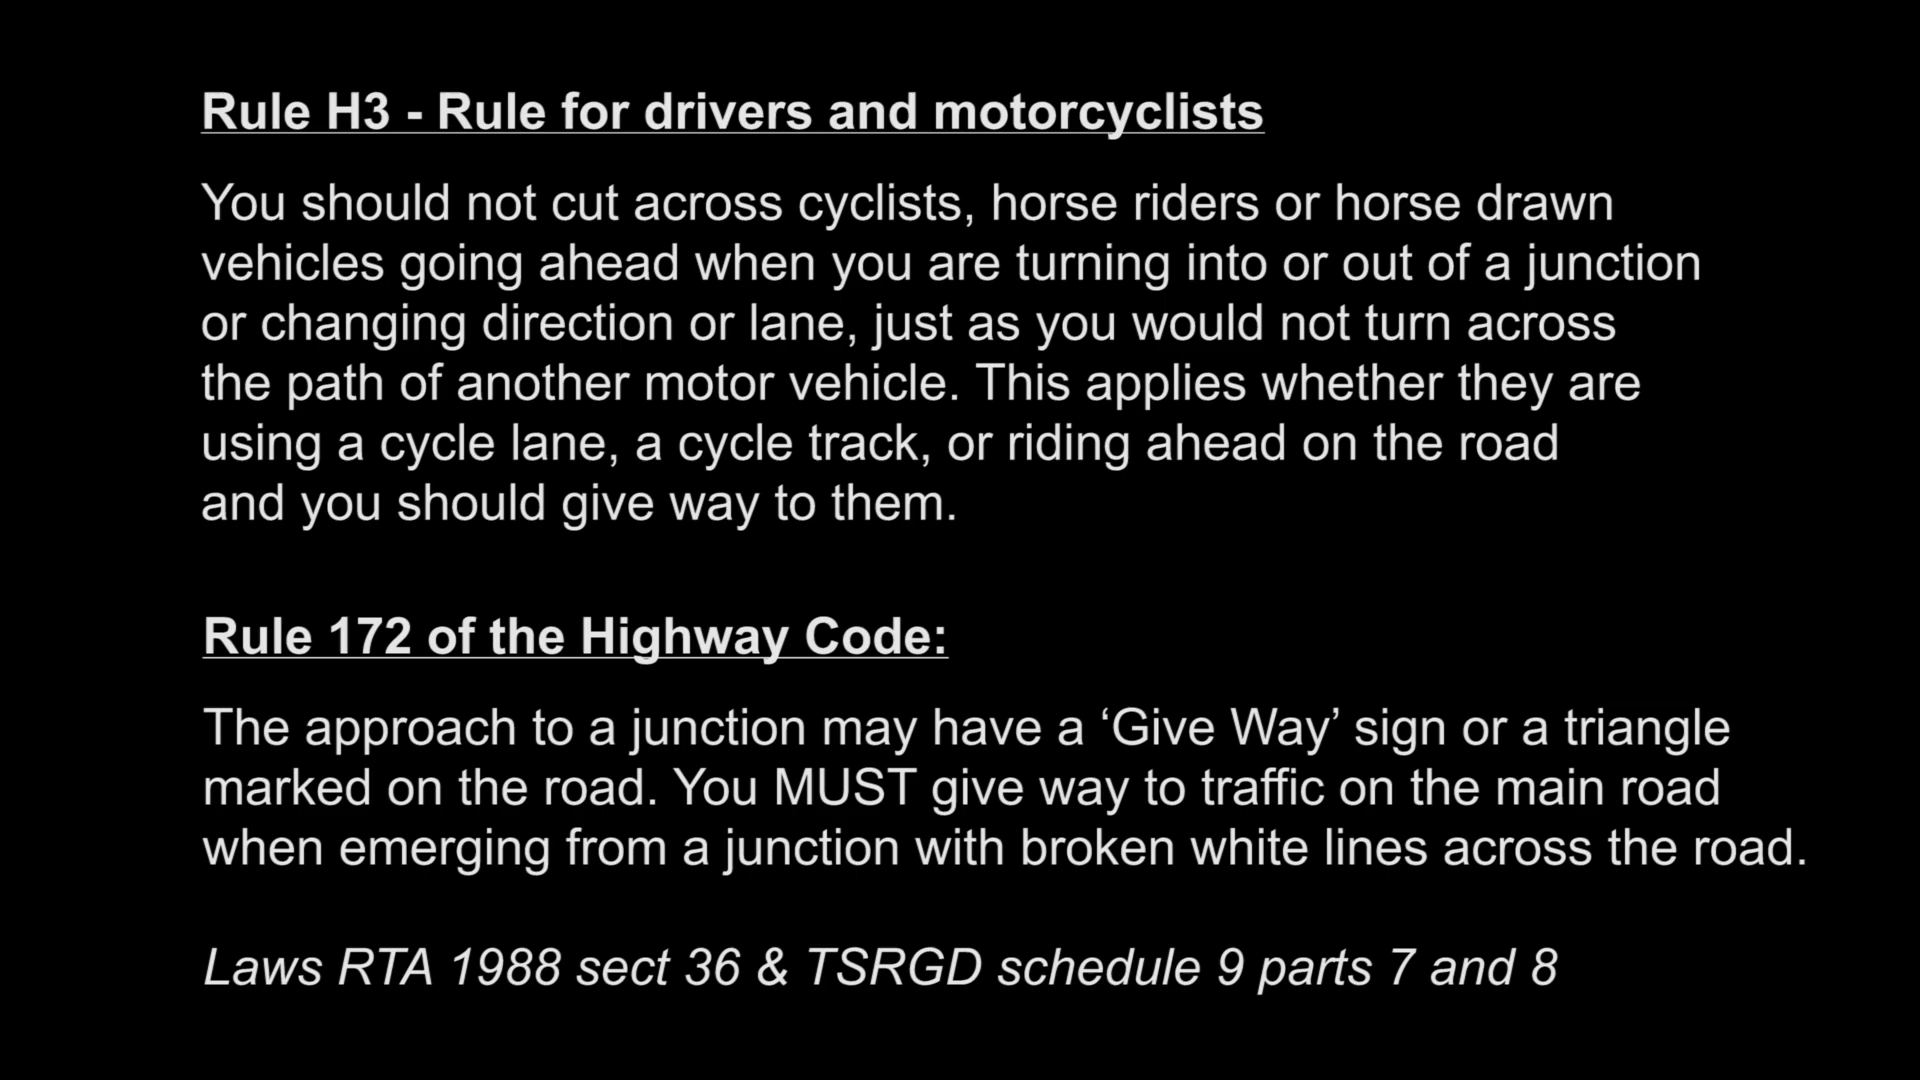 Rule H3 - Rule for drivers and motorcyclists
You should not cut across cyclists, horse riders or horse drawn
vehicles going ahead when you are turning into or out of a junction
or changing direction or lane, just as you would not turn across
the path of another motor vehicle. This applies whether they are
using a cycle lane, a cycle track, or riding ahead on the road
and you should give way to them.
Rule 172 of the Highway Code:
The approach to a junction may have a ‘Give Way’ sign or a triangle
marked on the road. You MUST give way to traffic on the main road
when emerging from a junction with broken white lines across the road.
Laws RTA 1988 sect 36 & TSRGD schedule 9 parts 7 and 8